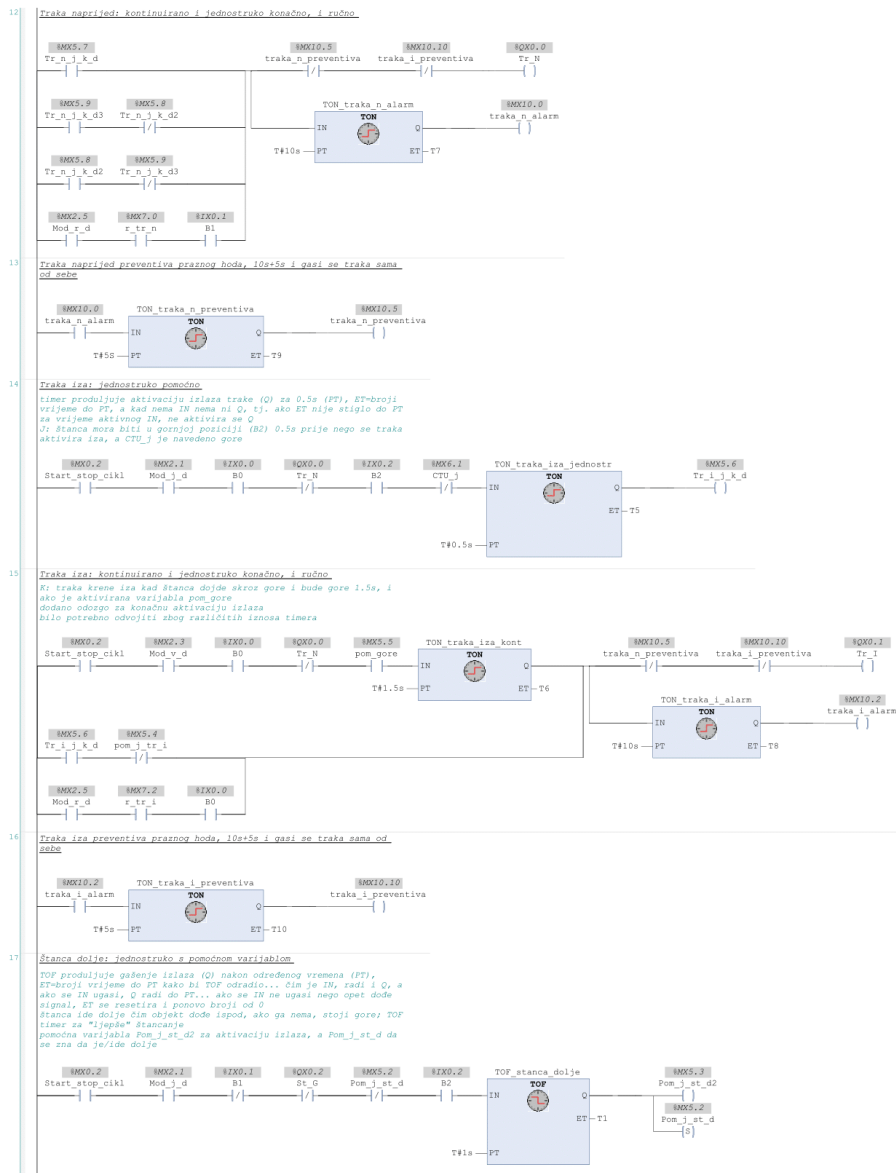 12
Traka naprijed: kontinuirano i jednostruko konačno, i ručno
%MX5.7 %MX10.5 %MX10.10 %QX0.0
Tr_n_j_k_d traka_n_preventiva traka_i_preventiva Tr_N
%MX5.9 %MX5.8 TON_traka_n_alarm %MX10.0
Tr_n_j_k_d3 Tr_n_j_k_d2 TON traka_n_alarm
IN Q
T#10s PT ET T7
%MX5.8 %MX5.9
Tr_n_j_k_d2 Tr_n_j_k_d3
%MX2.5 %MX7.0 %IX0.1
Mod_r_d r_tr_n B1
13
Traka naprijed preventiva praznog hoda, 10s+5s i gasi se traka sama
od sebe
%MX10.0 TON_traka_n_preventiva %MX10.5
traka_n_alarm TON traka_n_preventiva
IN Q
T#5S PT ET T9
14
Traka iza: jednostruko pomoćno
timer produljuje aktivaciju izlaza trake (Q) za 0.5s (PT), ET=broji
vrijeme do PT, a kad nema IN nema ni Q, tj. ako ET nije stiglo do PT
za vrijeme aktivnog IN, ne aktivira se Q
J: štanca mora biti u gornjoj poziciji (B2) 0.5s prije nego se traka
aktivira iza, a CTU_j je navedeno gore
%MX0.2 %MX2.1 %IX0.0 %QX0.0 %IX0.2 %MX6.1 TON_traka_iza_jednostr %MX5.6
Start_stop_cikl Mod_j_d B0 Tr_N B2 CTU_j TON Tr_i_j_k_d
IN Q
ET T5
T#0.5s PT
15
Traka iza: kontinuirano i jednostruko konačno, i ručno
K: traka krene iza kad štanca dojde skroz gore i bude gore 1.5s, i
ako je aktivirana varijabla pom_gore
dodano odozgo za konačnu aktivaciju izlaza
bilo potrebno odvojiti zbog različitih iznosa timera
%MX0.2 %MX2.3 %IX0.0 %QX0.0 %MX5.5 TON_traka_iza_kont %MX10.5 %MX10.10 %QX0.1
Start_stop_cikl Mod_v_d B0 Tr_N pom_gore TON traka_n_preventiva traka_i_preventiva Tr_I
IN Q
T#1.5s PT ET T6
TON_traka_i_alarm %MX10.2
TON traka_i_alarm
IN Q
T#10s PT ET T8
%MX5.6 %MX5.4
Tr_i_j_k_d pom_j_tr_i
%MX2.5 %MX7.2 %IX0.0
Mod_r_d r_tr_i B0
16
Traka iza preventiva praznog hoda, 10s+5s i gasi se traka sama od
sebe
%MX10.2 TON_traka_i_preventiva %MX10.10
traka_i_alarm TON traka_i_preventiva
IN Q
T#5s PT ET T10
17
Štanca dolje: jednostruko s pomoćnom varijablom
TOF produljuje gašenje izlaza (Q) nakon određenog vremena (PT),
ET=broji vrijeme do PT kako bi TOF odradio... čim je IN, radi i Q, a
ako se IN ugasi, Q radi do PT... ako se IN ne ugasi nego opet dođe
signal, ET se resetira i ponovo broji od 0
štanca ide dolje čim objekt dođe ispod, ako ga nema, stoji gore; TOF
timer za "ljepše" štancanje
pomoćna varijabla Pom_j_st_d2 za aktivaciju izlaza, a Pom_j_st_d da
se zna da je/ide dolje
%MX0.2 %MX2.1 %IX0.1 %QX0.2 %MX5.2 %IX0.2 TOF_stanca_dolje %MX5.3
Start_stop_cikl Mod_j_d B1 St_G Pom_j_st_d B2 TOF Pom_j_st_d2
IN Q
%MX5.2
ET T1 Pom_j_st_d
S
T#1s PT